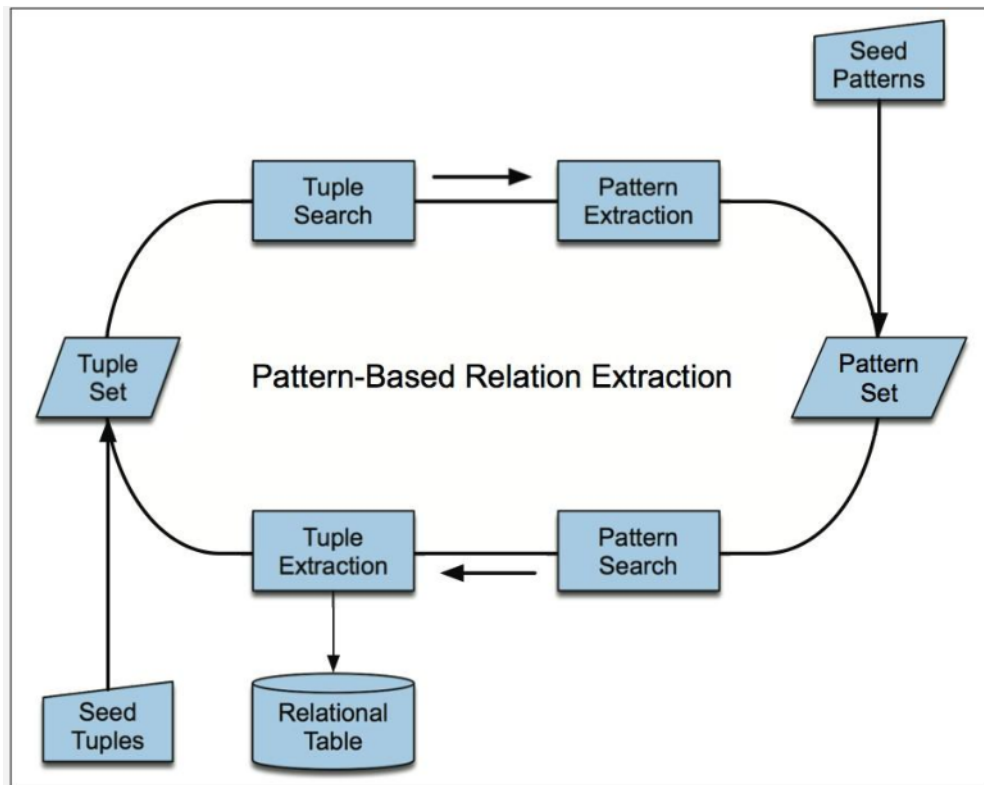 Seed
Patterns
Tuple
Search
Pattern
Extraction
Tuple
Set
Pattern-Based Relation Extraction
Pattern
Set
Tuple
Extraction
Pattern
Search
Seed
Tuples
Relational
Table